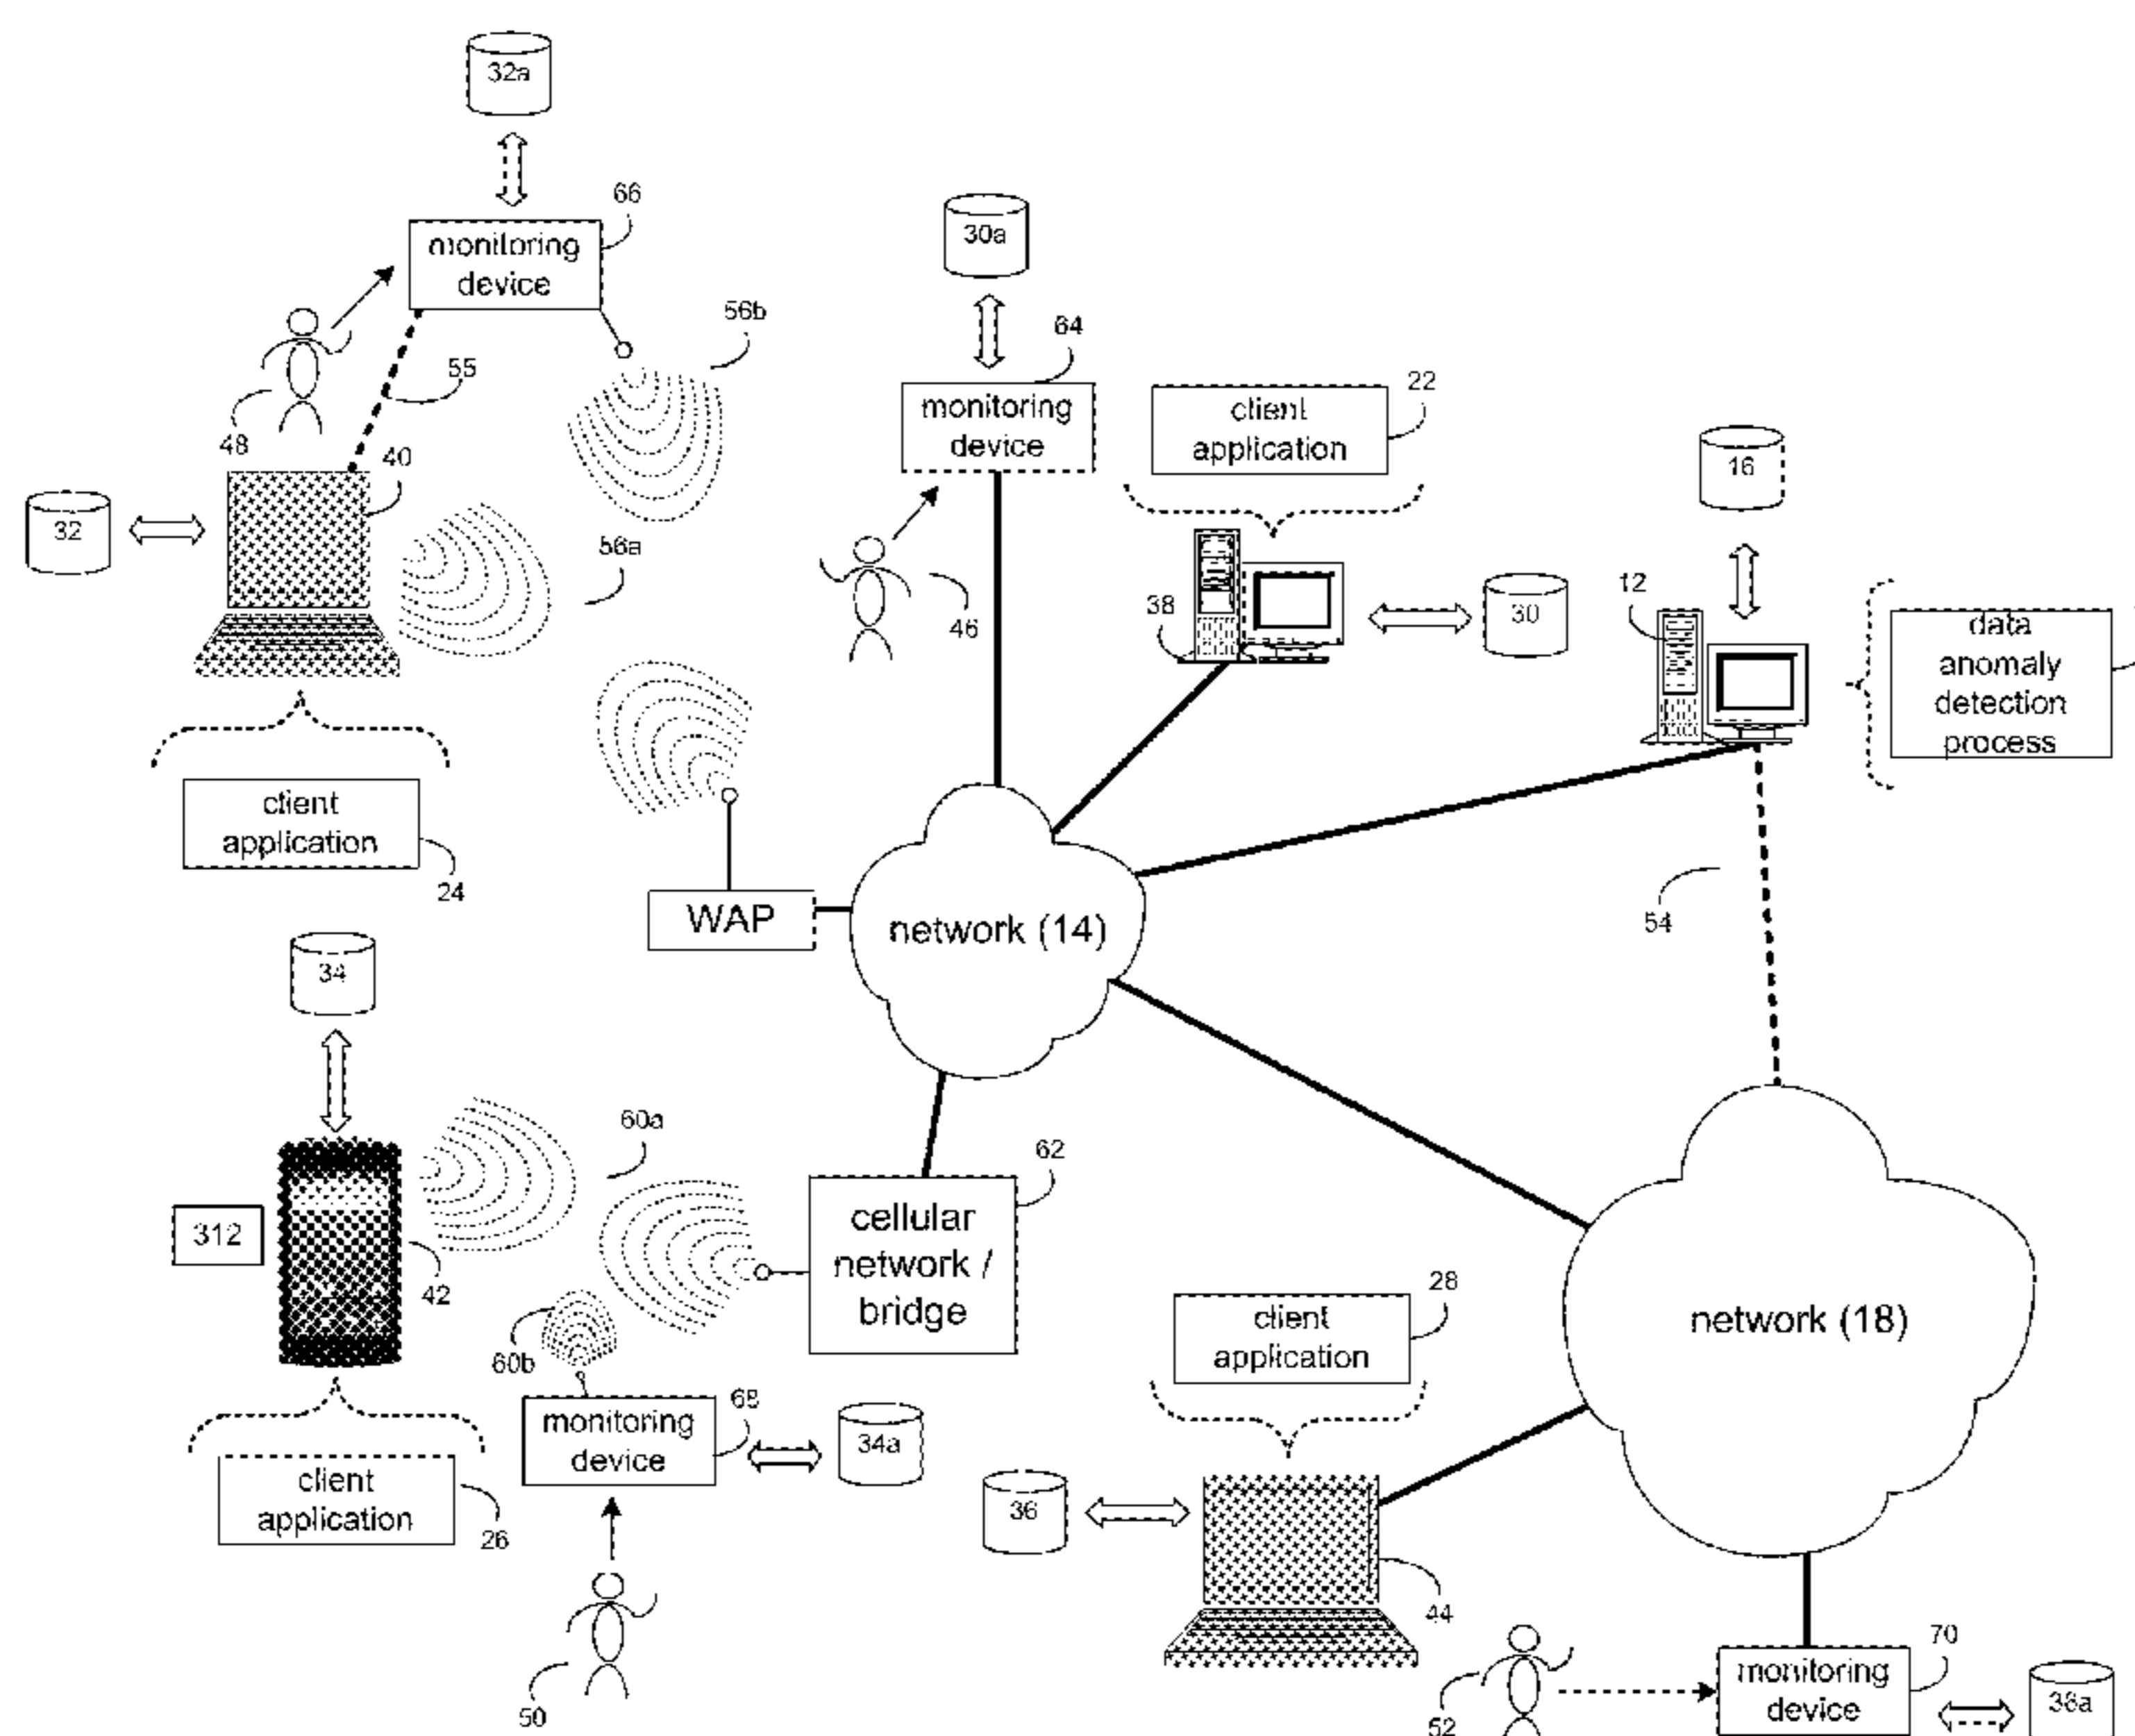 32a
66
monitoring
device
30a
56b
64
55
monitoring
device
client
application
22
48
40
16
32
56a
12
38
30
46
data
anomaly
detection
process
client
application
24
54
WAP
network (14)
34
60a
62
312
42
cellular
network /
bridge
60b
client
application
28
network (18)
68
monitoring
device
34a
client
application
26
36
44
50
52
70
monitoring
device